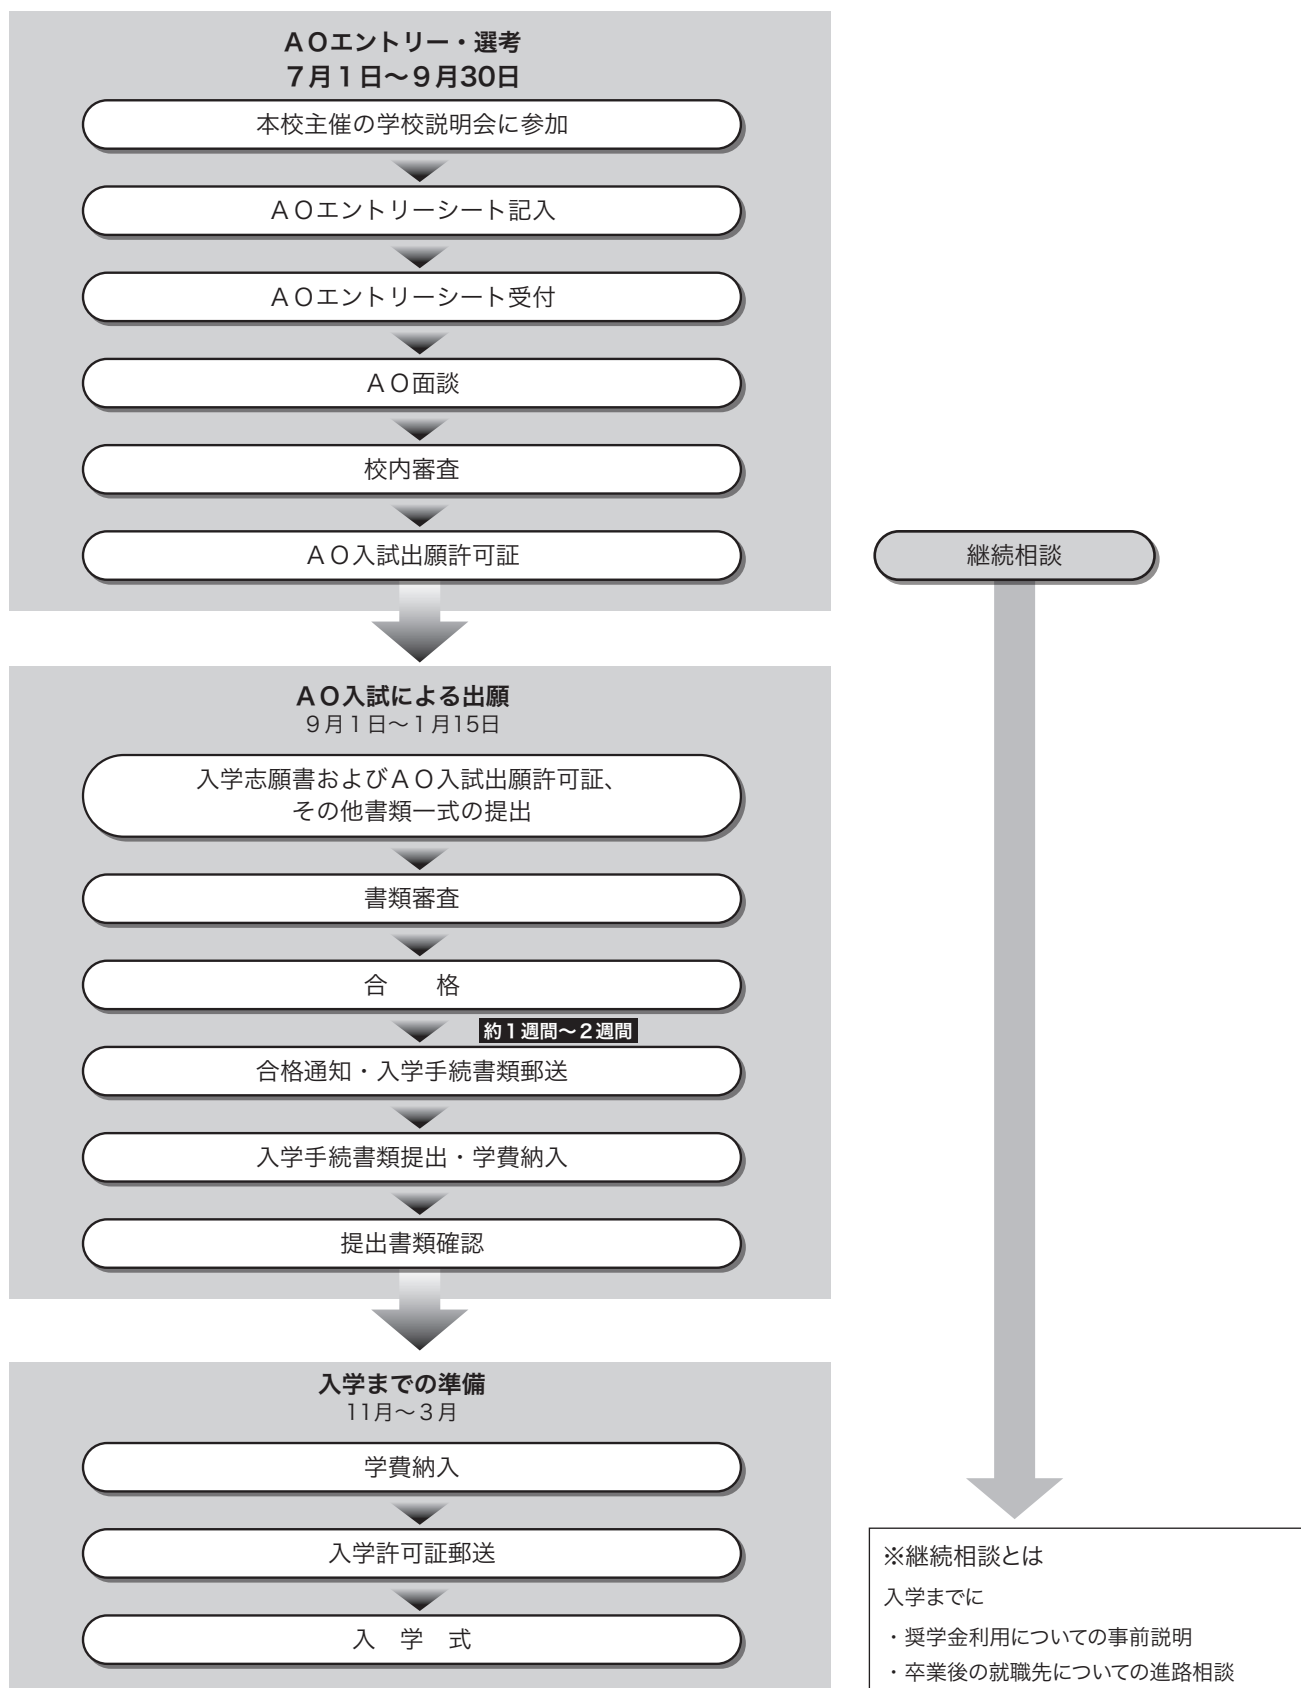 ＡＯエントリー・選考
７月１日～９月30日
本校主催の学校説明会に参加
ＡＯエントリーシート記入
ＡＯエントリーシート受付
ＡＯ面談
校内審査
ＡＯ入試出願許可証
継続相談
ＡＯ入試による出願
９月１日～１月15日
入学志願書およびＡＯ入試出願許可証、
その他書類一式の提出
書類審査
合　　格
約１週間～２週間
合格通知・入学手続書類郵送
入学手続書類提出・学費納入
提出書類確認
入学までの準備
11月～３月
学費納入
入学許可証郵送
入　学　式
※継続相談とは
入学までに
・奨学金利用についての事前説明
・卒業後の就職先についての進路相談